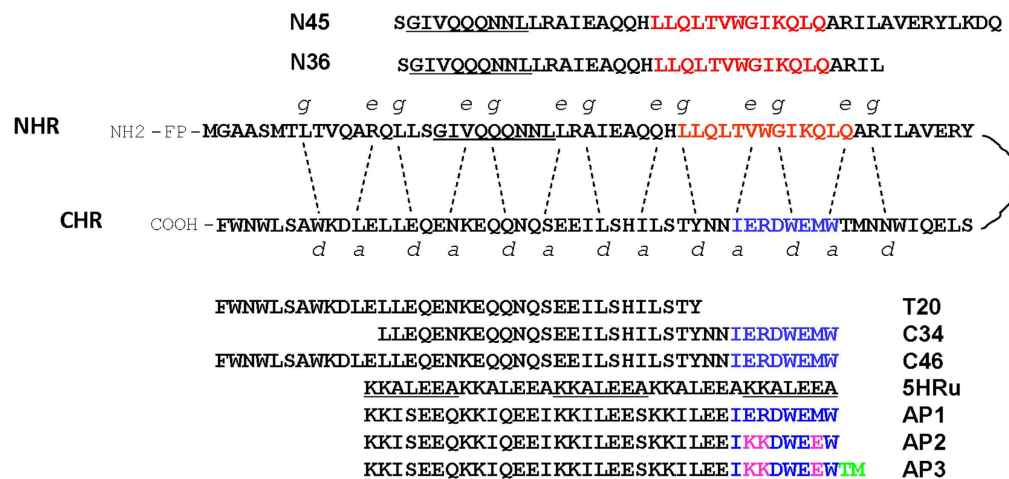 N45 SGIVQQQNNLLRAIEAQQHLLQLTVWGIKQLQARILAVERYLKDQ
N36 SGIVQQQNNLLRAIEAQQHLLQLTVWGIKQLQARIL
g e g e g e g e g e g e g
NHR NH2 -FP -MGAASMTLTVQARQLLSGIVQQQNNLLRAIEAQQHLLQLTVWGIKQLQARILAVERY
CHR COOH -FWNWLSAWKDLELLEQENKEQQNQSEEILSHILSTYNNIERDWEMWTMNNWIQELS
d a d a d a d a d a d a d
FWNWLSAWKDLELLEQENKEQQNQSEEILSHILSTY T20
LLEQENKEQQNQSEEILSHILSTYNNIERDWEMW C34
FWNWLSAWKDLELLEQENKEQQNQSEEILSHILSTYNNIERDWEMW C46
KKALEEAKKALEEAKKALEEAKKALEEAKKALEEA 5HRu
KKISEEQKKIQEEIKKILEESKKILEEIERDWEMW AP1
KKISEEQKKIQEEIKKILEESKKILEEIKKDWEEW AP2
KKISEEQKKIQEEIKKILEESKKILEEIKKDWEEWTM AP3